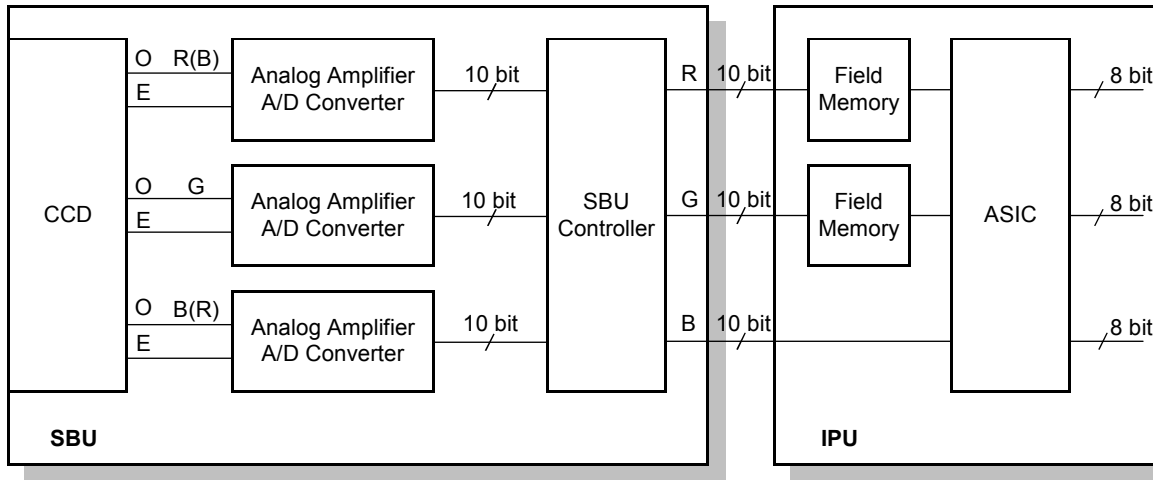 O R(B)
E
Analog Amplifier
A/D Converter
10 bit
R 10 bit
Field
Memory
8 bit
CCD
O G
E
Analog Amplifier
A/D Converter
10 bit
SBU
Controller
G 10 bit
Field
Memory
ASIC
8 bit
O B(R)
E
Analog Amplifier
A/D Converter
10 bit
B 10 bit
8 bit
SBU
IPU